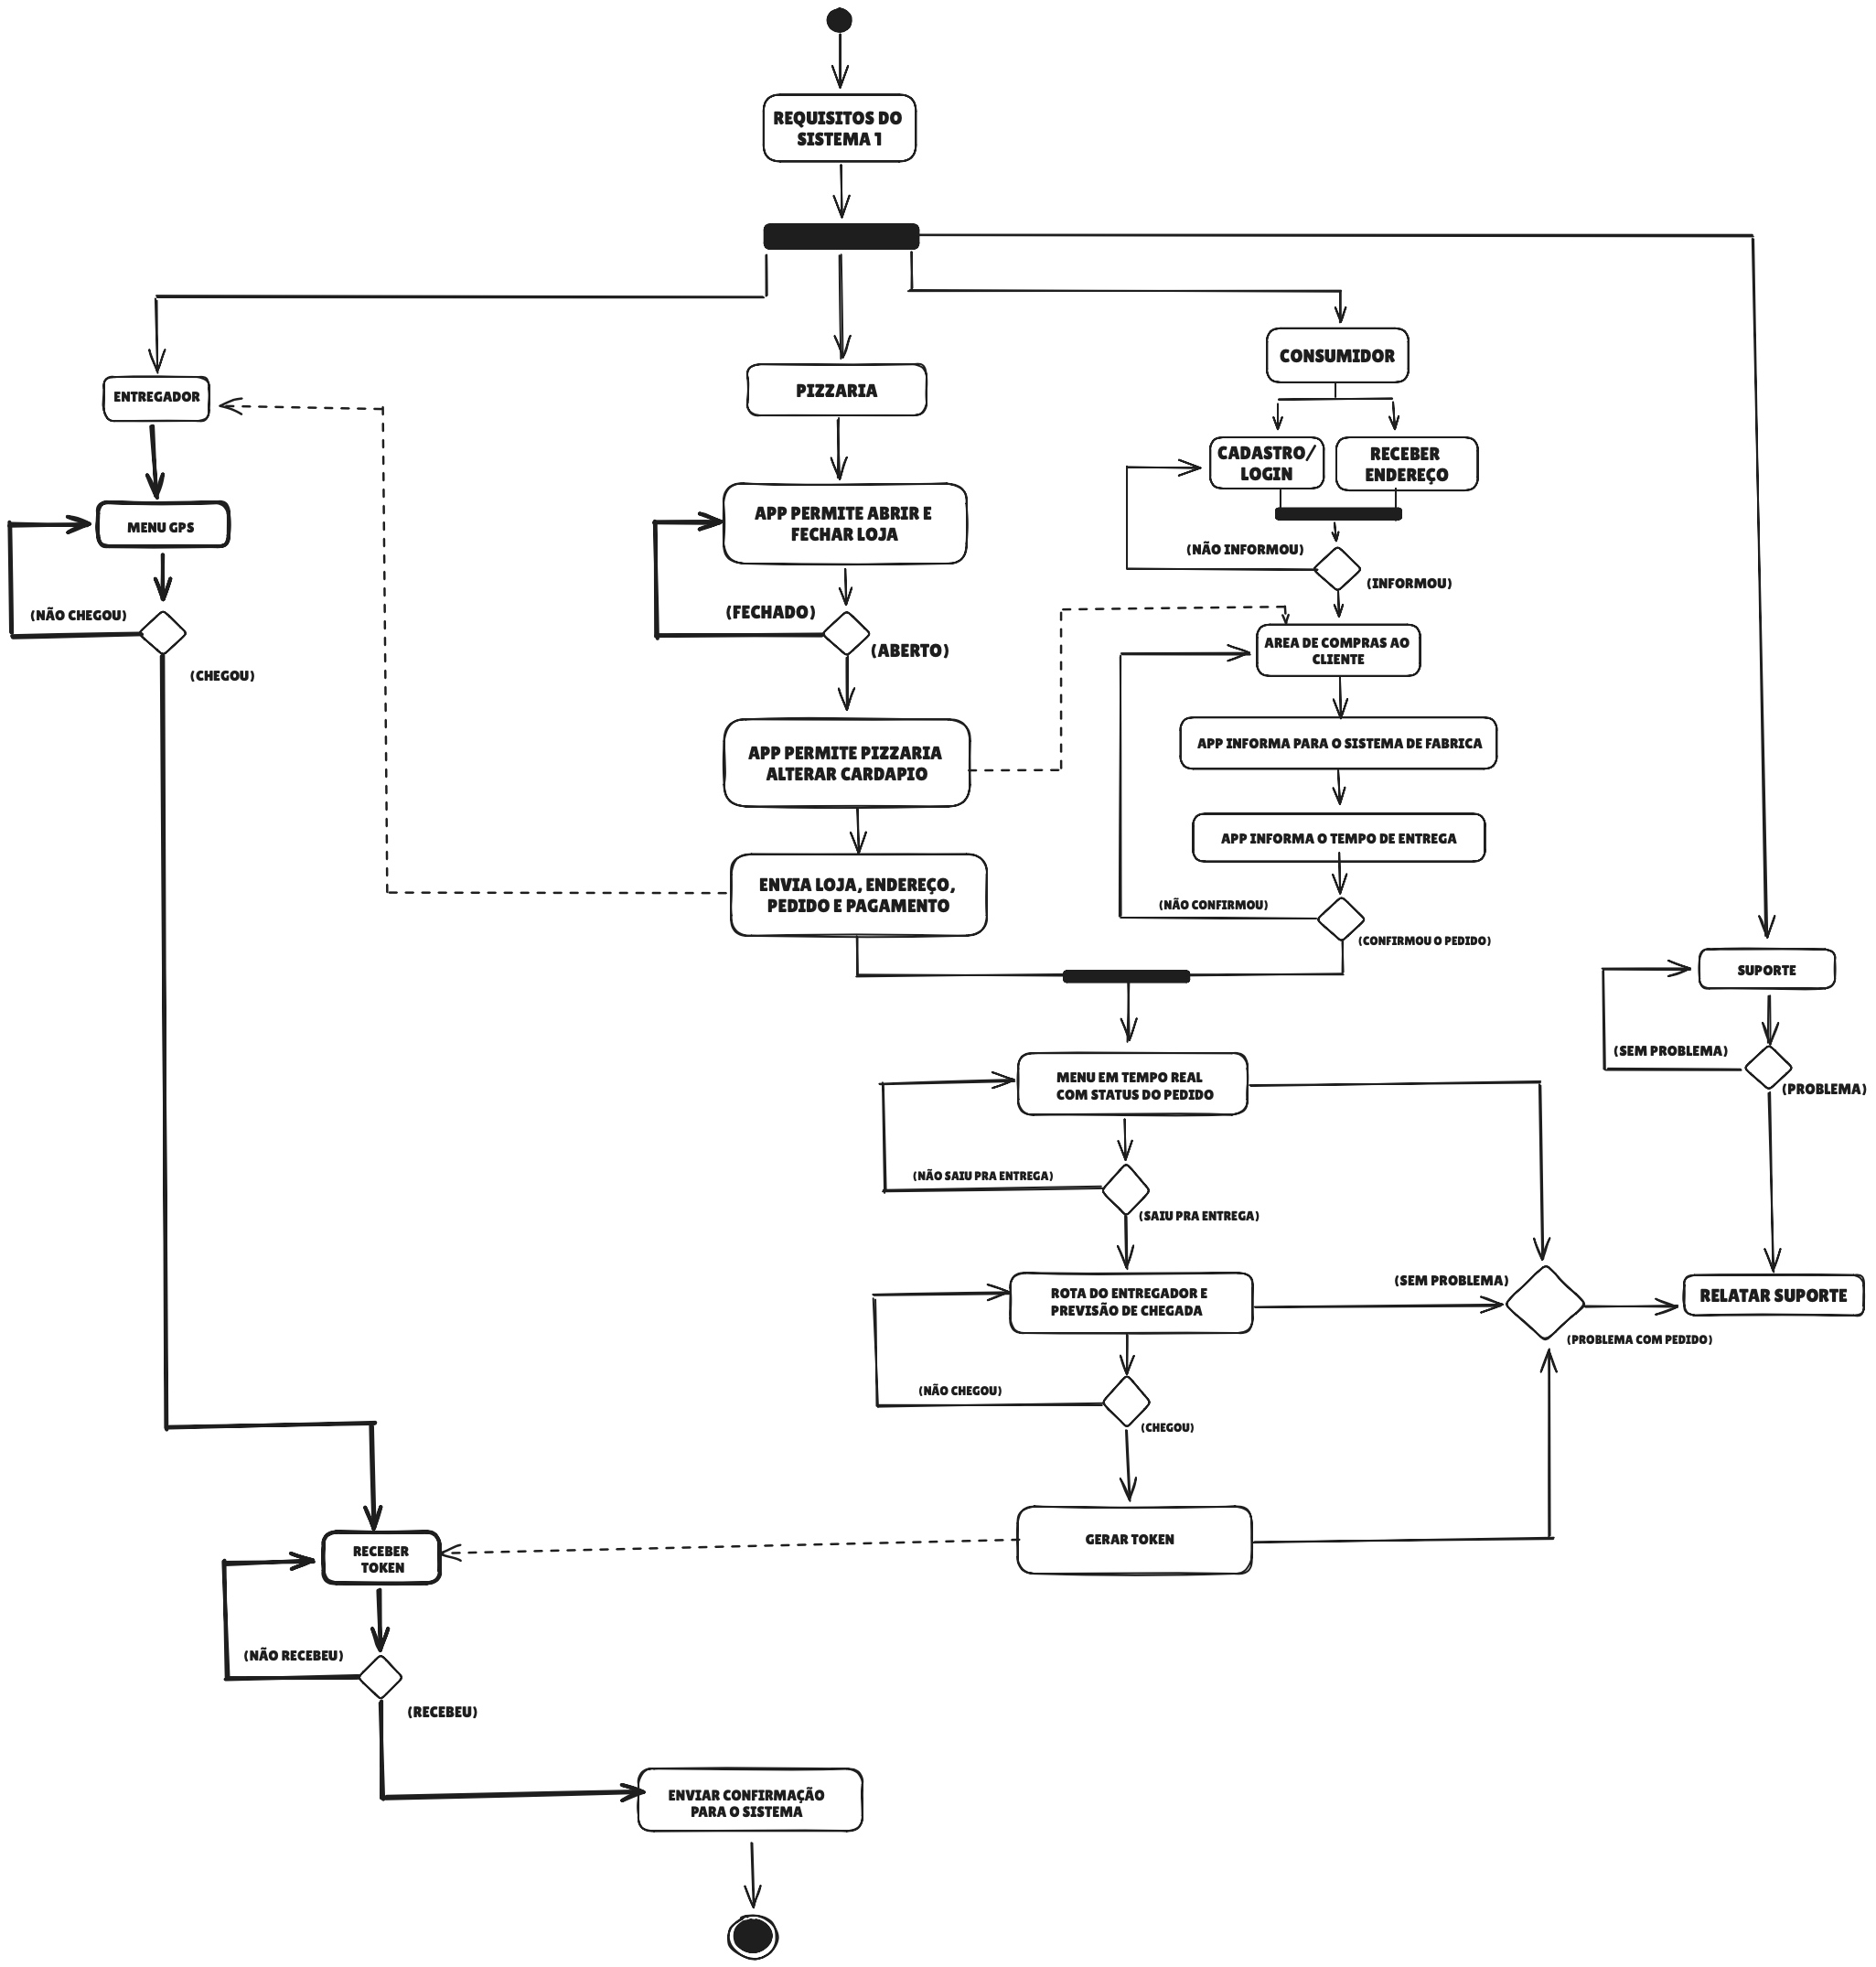 REQUISITOS DO
SISTEMA 1
CONSUMIDOR
ENTREGADOR
PIZZARIA
CADASTRO/
LOGIN
RECEBER
ENDEREÇO
MENU GPS
APP PERMITE ABRIR E
FECHAR LOJA
(NÃO INFORMOU)
(INFORMOU)
(NÃO CHEGOU)
(CHEGOU)
(FECHADO)
(ABERTO)
AREA DE COMPRAS AO
CLIENTE
APP PERMITE PIZZARIA
ALTERAR CARDAPIO
APP INFORMA PARA O SISTEMA DE FABRICA
APP INFORMA O TEMPO DE ENTREGA
ENVIA LOJA, ENDEREÇO,
PEDIDO E PAGAMENTO
(NÃO CONFIRMOU)
(CONFIRMOU O PEDIDO)
SUPORTE
(SEM PROBLEMA)
(PROBLEMA)
MENU EM TEMPO REAL
COM STATUS DO PEDIDO
(NÃO SAIU PRA ENTREGA)
(SAIU PRA ENTREGA)
ROTA DO ENTREGADOR E
PREVISÃO DE CHEGADA
(SEM PROBLEMA)
RELATAR SUPORTE
(PROBLEMA COM PEDIDO)
(NÃO CHEGOU)
(CHEGOU)
GERAR TOKEN
RECEBER
TOKEN
(NÃO RECEBEU)
(RECEBEU)
ENVIAR CONFIRMAÇÃO
PARA O SISTEMA